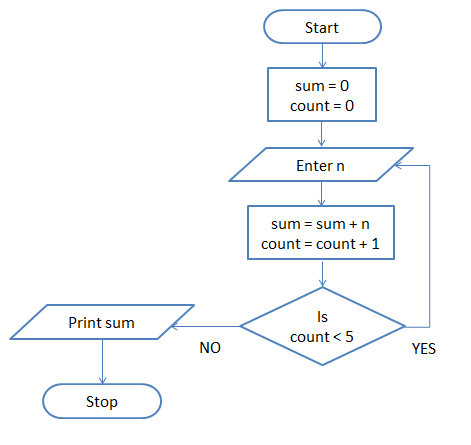 Start
sum = 0
count = 0
Enter n
sum = sum + n
count = count + 1
Is
count < 5
Print sum
NO
YES
Stop